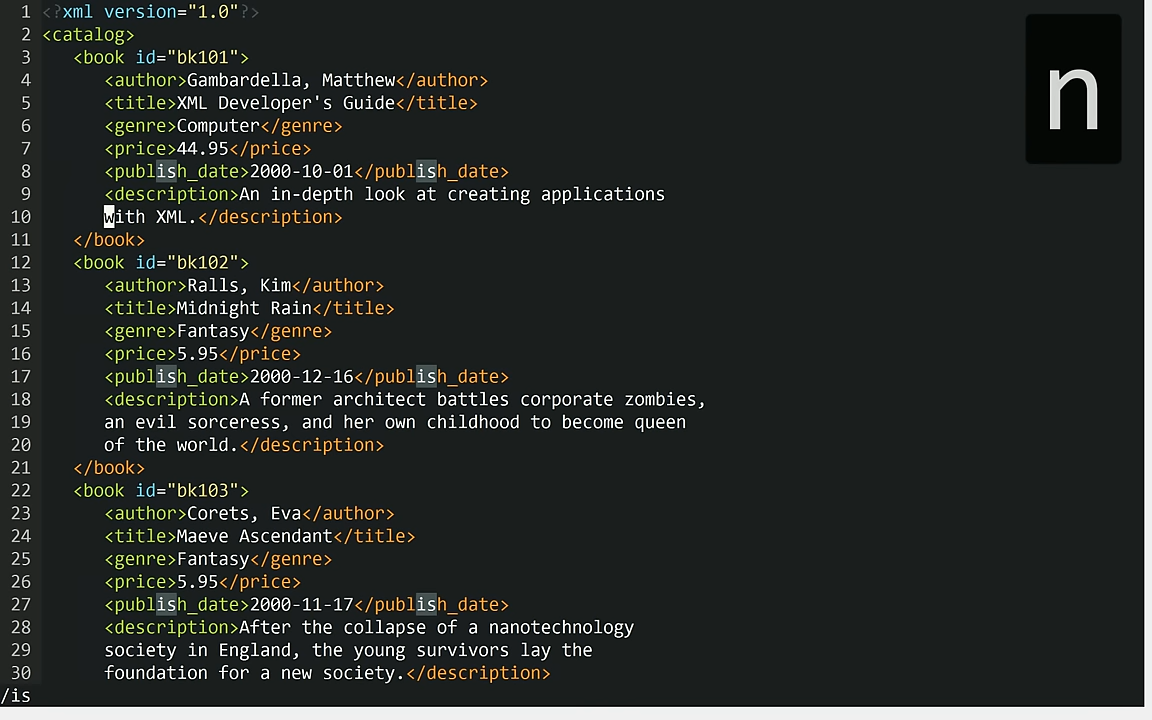 1 <?xml version="1.0"?>
2 <catalog>
3    <book id="bk101">
4       <author>Gambardella, Matthew</author>
5       <title>XML Developer's Guide</title>
6       <genre>Computer</genre>
7       <price>44.95</price>
8       <publish_date>2000-10-01</publish_date>
9       <description>An in-depth look at creating applications
10       with XML.</description>
11    </book>
12    <book id="bk102">
13       <author>Ralls, Kim</author>
14       <title>Midnight Rain</title>
15       <genre>Fantasy</genre>
16       <price>5.95</price>
17       <publish_date>2000-12-16</publish_date>
18       <description>A former architect battles corporate zombies,
19       an evil sorceress, and her own childhood to become queen
20       of the world.</description>
21    </book>
22    <book id="bk103">
23       <author>Corets, Eva</author>
24       <title>Maeve Ascendant</title>
25       <genre>Fantasy</genre>
26       <price>5.95</price>
27       <publish_date>2000-11-17</publish_date>
28       <description>After the collapse of a nanotechnology
29       society in England, the young survivors lay the
30       foundation for a new society.</description>
/is
n